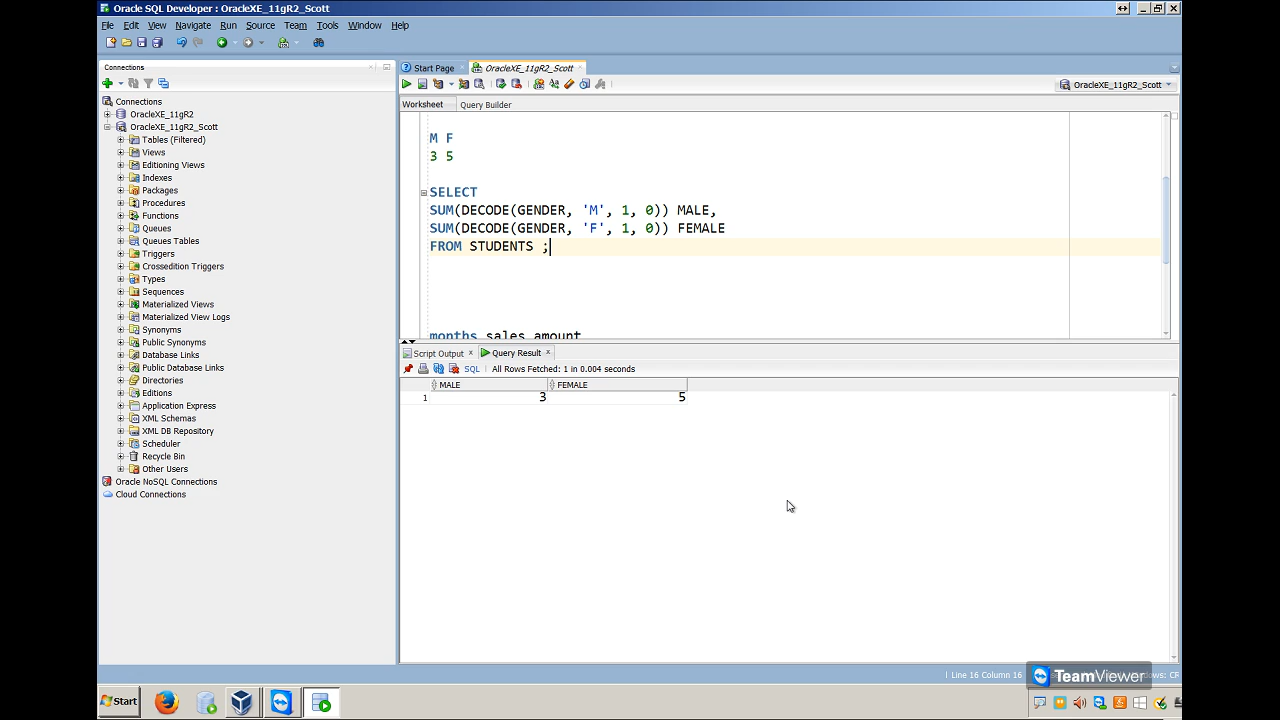 Oracle SQL Developer : OracleXE_11gR2_Scott
File Edit View Navigate Run Source Team Tools Window Help
Connections
Connections
OracleXE_11gR2
OracleXE_11gR2_Scott
Tables (Filtered)
Views
Editioning Views
Indexes
Packages
Procedures
Functions
Queues
Queues Tables
Triggers
Crossedition Triggers
Types
Sequences
Materialized Views
Materialized View Logs
Synonyms
Public Synonyms
Database Links
Public Database Links
Directories
Editions
Application Express
XML Schemas
XML DB Repository
Scheduler
Recycle Bin
Other Users
Oracle NoSQL Connections
Cloud Connections
Start Page OracleXE_11gR2_Scott
OracleXE_11gR2_Scott
Worksheet Query Builder
M F
3 5
SELECT
SUM(DECODE(GENDER, 'M', 1, 0)) MALE,
SUM(DECODE(GENDER, 'F', 1, 0)) FEMALE
FROM STUDENTS ;
months sales amount
Script Output Query Result
SQL All Rows Fetched: 1 in 0.004 seconds
MALE FEMALE
1 3 5
Line 16 Column 16
TeamViewer
Start